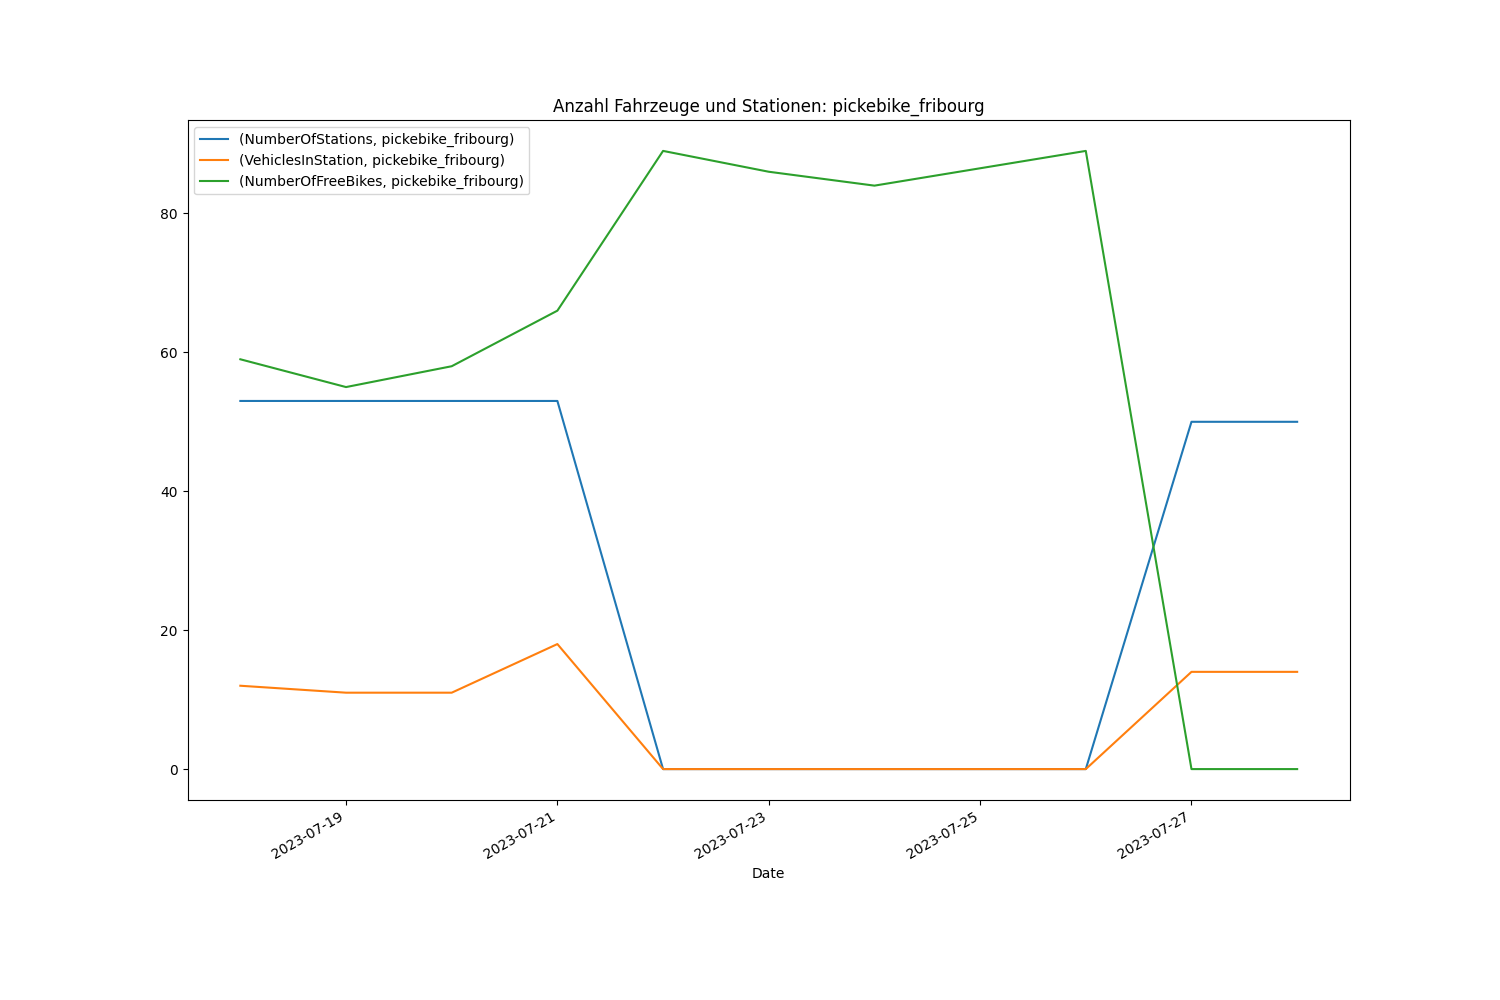 Anzahl Fahrzeuge und Stationen: pickebike_fribourg
(NumberOfStations, pickebike_fribourg)
(VehiclesInStation, pickebike_fribourg)
(NumberOfFreeBikes, pickebike_fribourg)
80
60
40
20
0
2023-07-19
2023-07-21
2023-07-23
2023-07-25
2023-07-27
Date